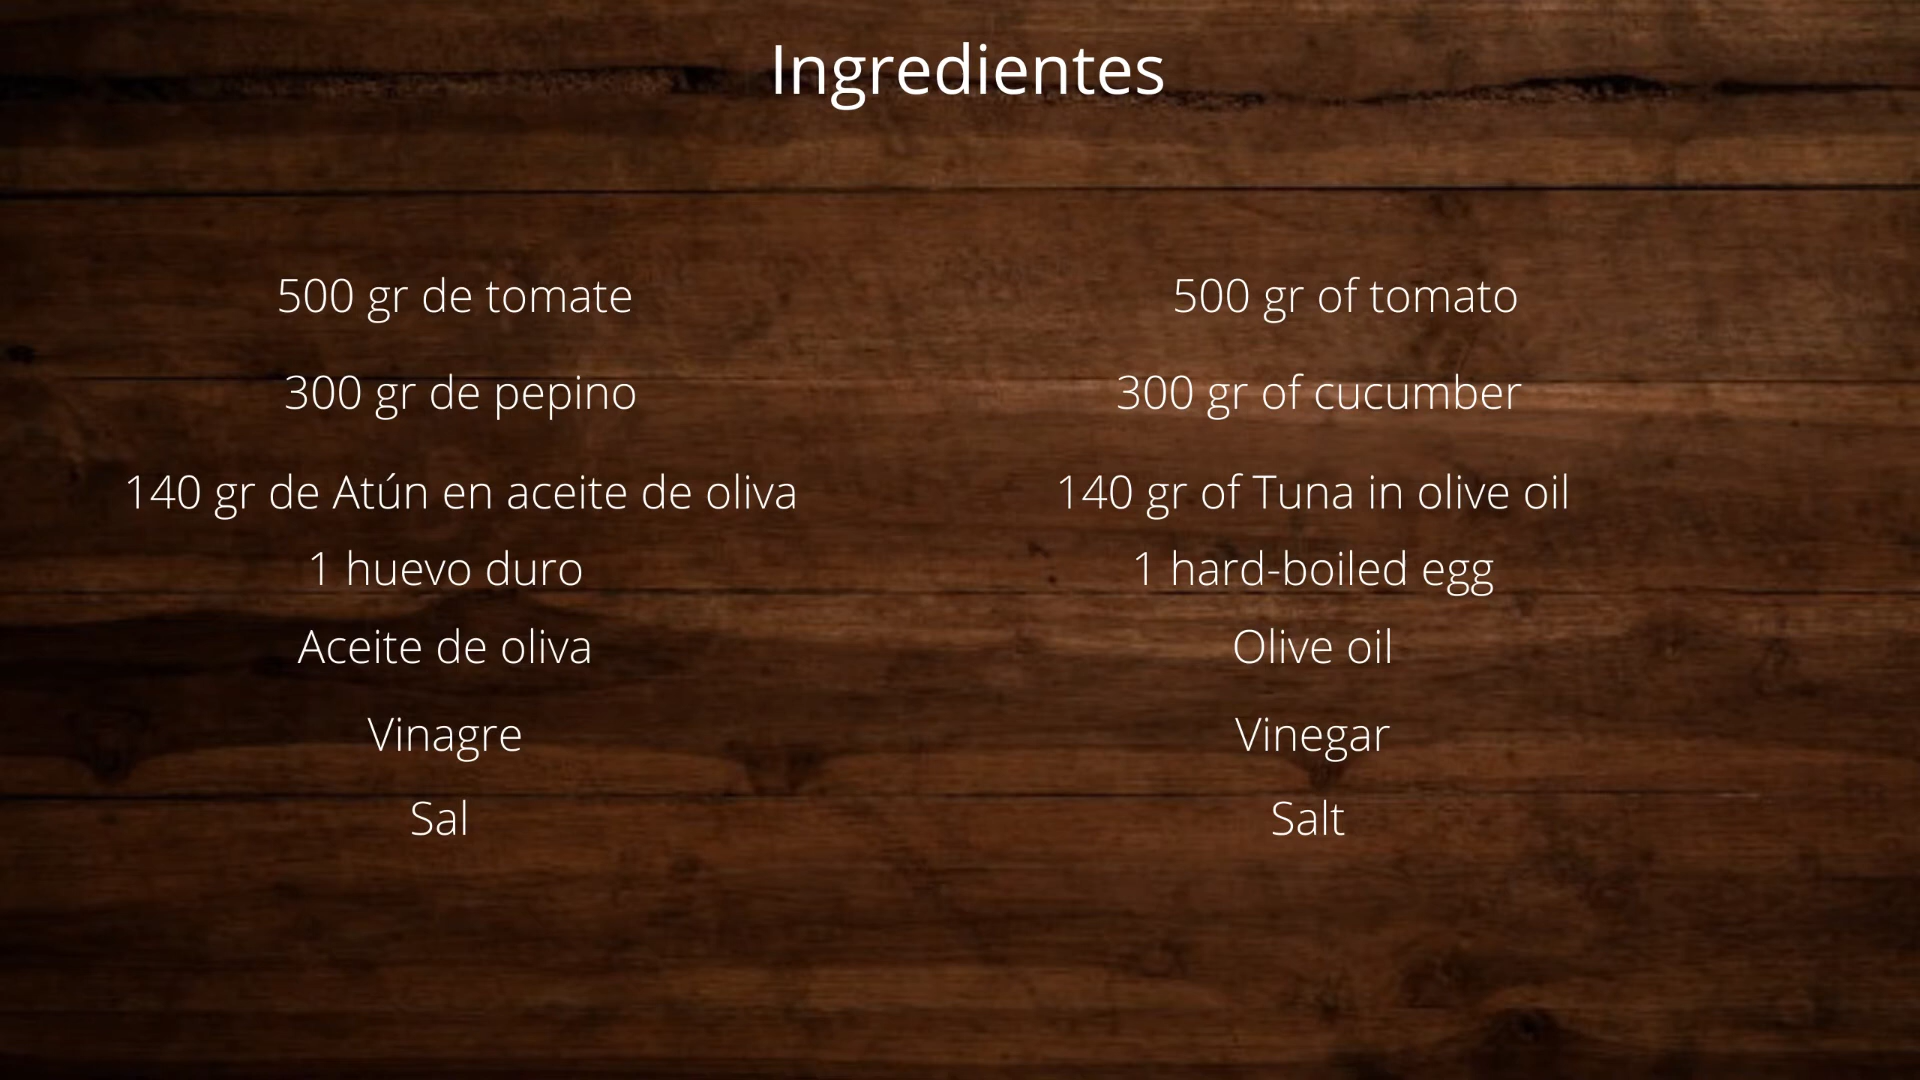 Ingredientes
500 gr de tomate
300 gr de pepino
140 gr de Atún en aceite de oliva
1 huevo duro
Aceite de oliva
Vinagre
Sal
500 gr of tomato
300 gr of cucumber
140 gr of Tuna in olive oil
1 hard-boiled egg
Olive oil
Vinegar
Salt